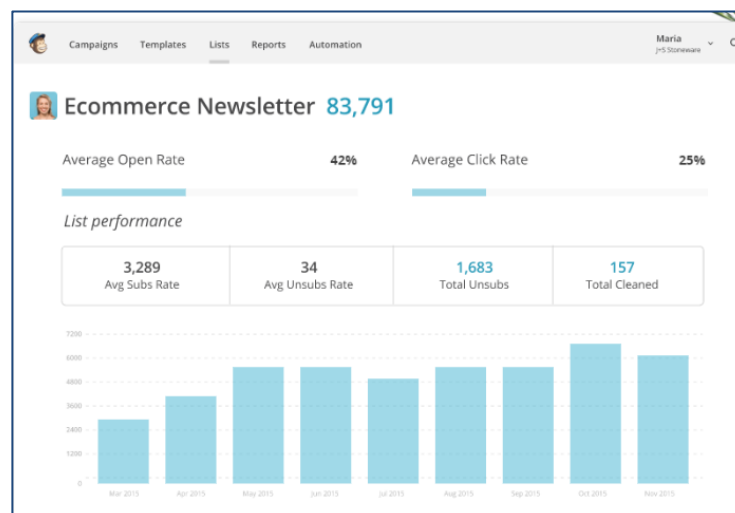 Campaigns Templates Lists Reports Automation
Maria
J+S Stoneware
Ecommerce Newsletter 83,791
Average Open Rate 42% Average Click Rate 25%
List performance
3,289 34 1,683 157
Avg Subs Rate Avg Unsubs Rate Total Unsubs Total Cleaned
7200
6000
4800
3600
2400
1200
0
Mar 2015 Apr 2015 May 2015 Jun 2015 Jul 2015 Aug 2015 Sep 2015 Oct 2015 Nov 2015